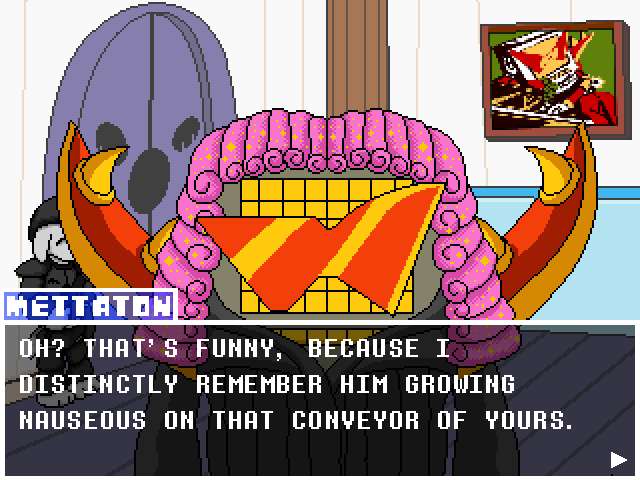 METTATON
OH? THAT'S FUNNY, BECAUSE I
DISTINCTLY REMEMBER HIM GROWING
NAUSEOUS ON THAT CONVEYOR OF YOURS.